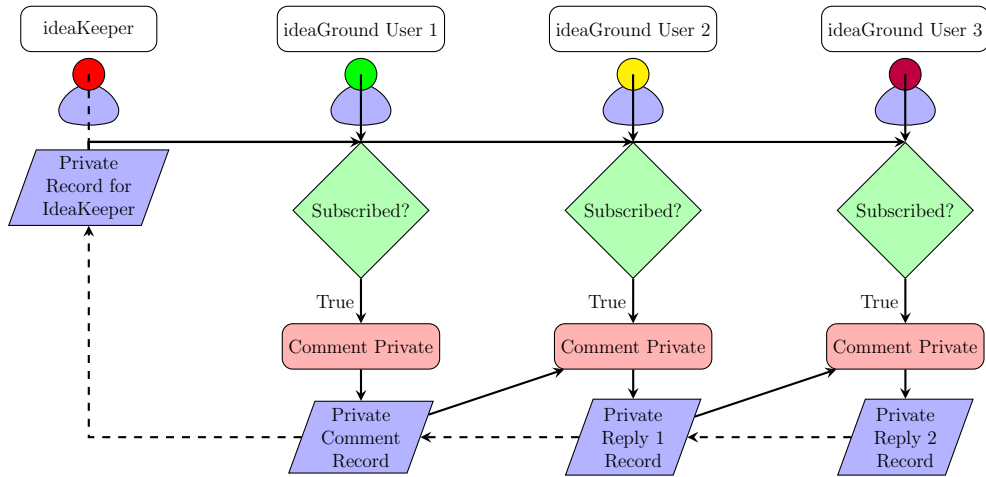 ideaKeeper
ideaGround User 1
ideaGround User 2
ideaGround User 3
Private
Record for
IdeaKeeper
Subscribed?
Subscribed?
Subscribed?
True
True
True
Comment Private
Comment Private
Comment Private
Private
Comment
Record
Private
Reply 1
Record
Private
Reply 2
Record